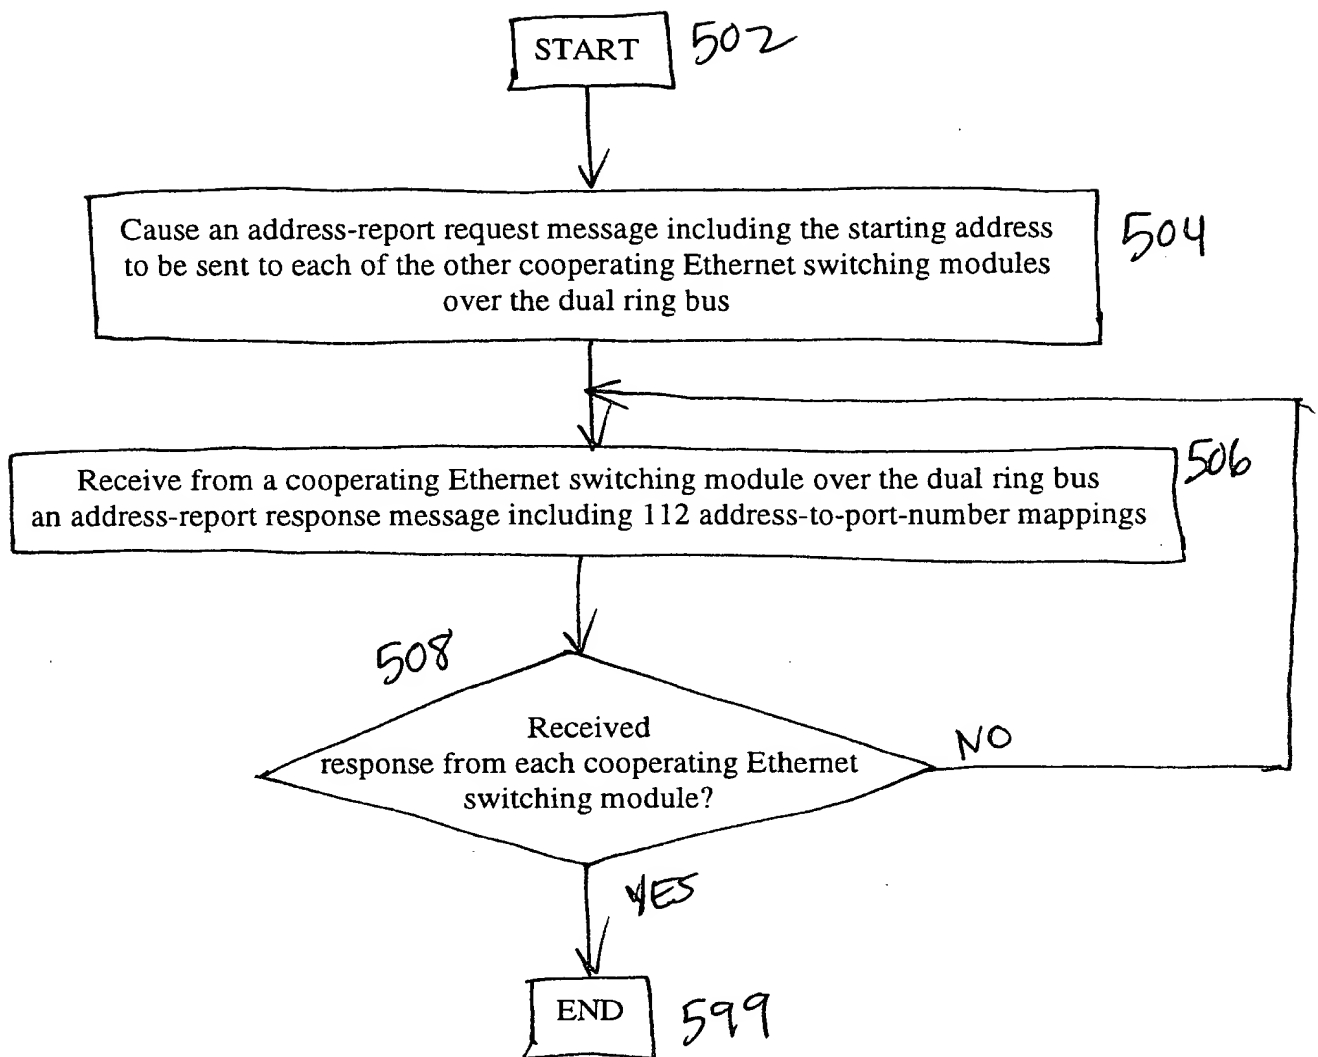 START 502
Cause an address-report request message including the starting address
to be sent to each of the other cooperating Ethernet switching modules
over the dual ring bus
504
Receive from a cooperating Ethernet switching module over the dual ring bus
an address-report response message including 112 address-to-port-number mappings
506
508
Received
response from each cooperating Ethernet
switching module?
NO
YES
END 599